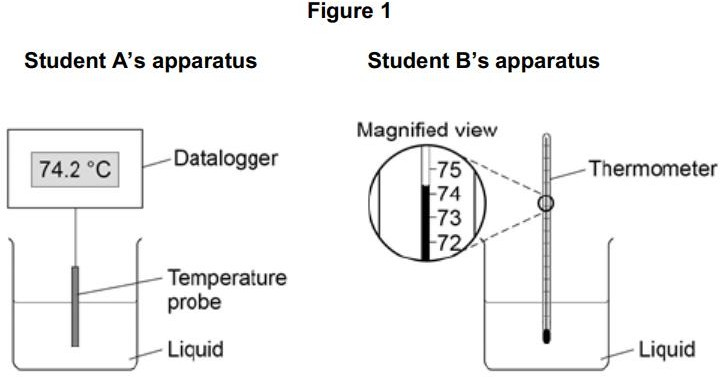 Figure 1
Student A's apparatus
Student B's apparatus
Magnified view
74.2 °C
Datalogger
75
74
73
72
Thermometer
Temperature
probe
Liquid
Liquid